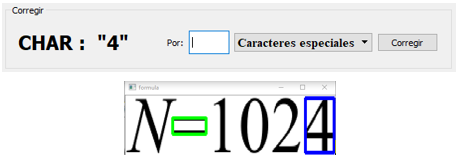 Corregir
CHAR : "4" Por: Caracteres especiales Corregir
formula
N=1024